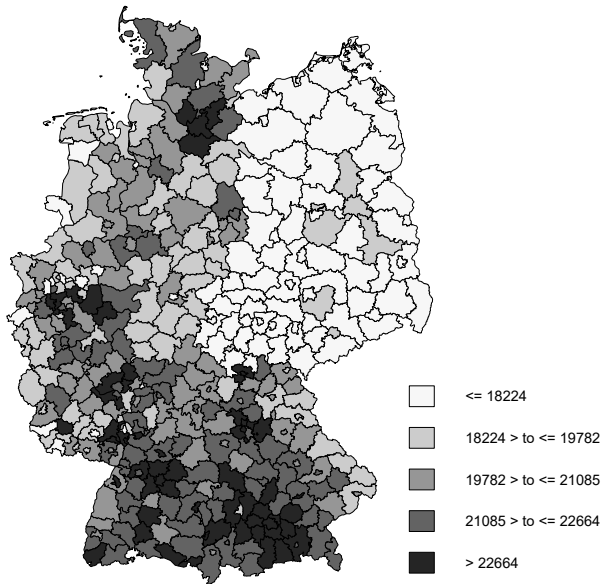 <= 18224
18224 > to <= 19782
19782 > to <= 21085
21085 > to <= 22664
> 22664